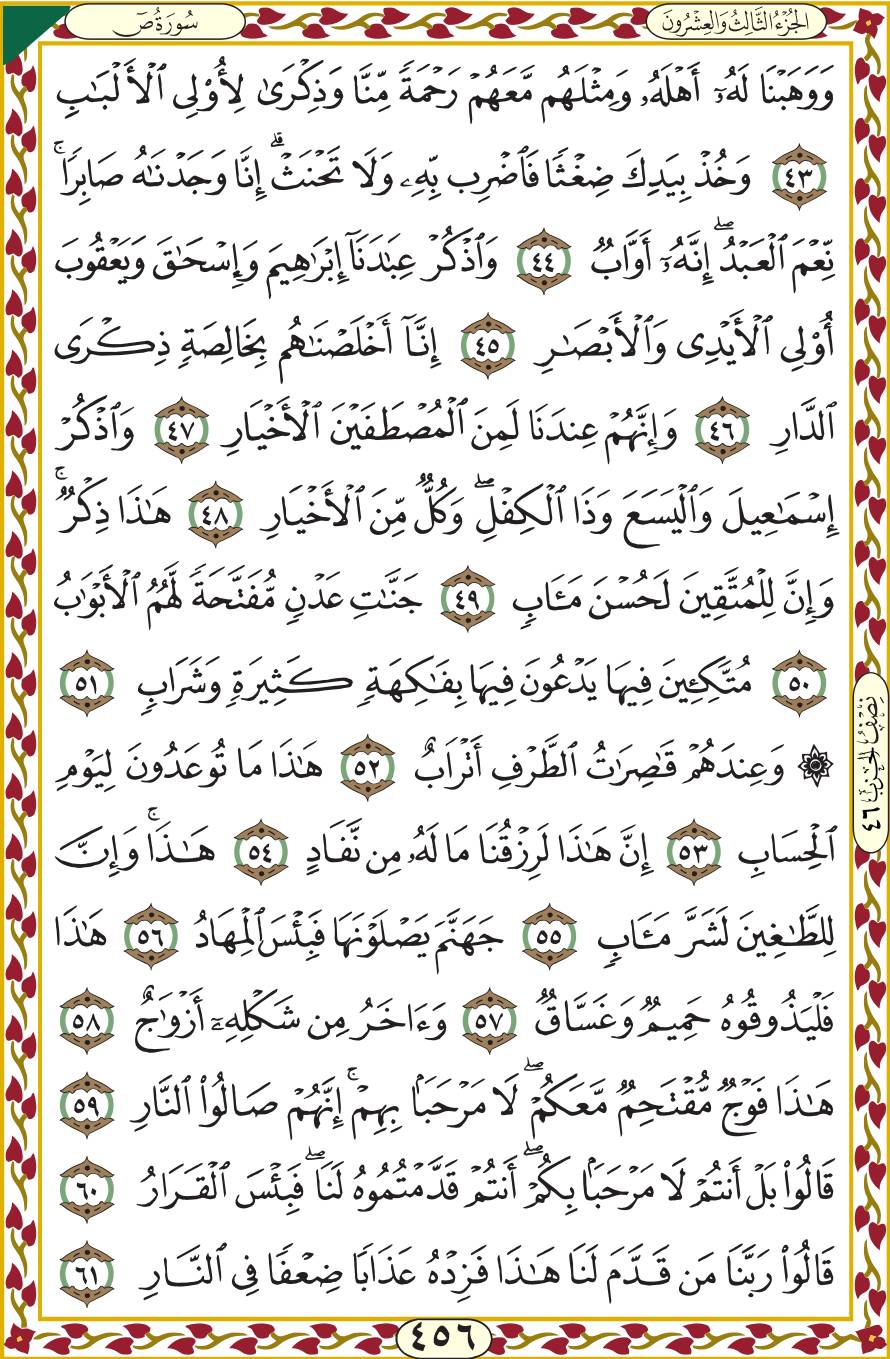 الجُزْءُ الثَّالِثُ وَالعِشْرُونَ
سُورَةُ صٓ
وَوَهَبْنَا لَهُۥٓ أَهْلَهُۥ وَمِثْلَهُم مَّعَهُمْ رَحْمَةً مِّنَّا وَذِكْرَىٰ لِأُو۟لِى ٱلْأَلْبَـٰبِ
٤٣ وَخُذْ بِيَدِكَ ضِغْثًا فَٱضْرِب بِّهِۦ وَلَا تَحْنَثْ ۗ إِنَّا وَجَدْنَـٰهُ صَابِرًا ۚ
نِّعْمَ ٱلْعَبْدُ ۖ إِنَّهُۥٓ أَوَّابٌ ٤٤ وَٱذْكُرْ عِبَـٰدَنَآ إِبْرَٰهِيمَ وَإِسْحَـٰقَ وَيَعْقُوبَ
أُو۟لِى ٱلْأَيْدِى وَٱلْأَبْصَـٰرِ ٤٥ إِنَّآ أَخْلَصْنَـٰهُم بِخَالِصَةٍ ذِكْرَى
ٱلدَّارِ ٤٦ وَإِنَّهُمْ عِندَنَا لَمِنَ ٱلْمُصْطَفَيْنَ ٱلْأَخْيَارِ ٤٧ وَٱذْكُرْ
إِسْمَـٰعِيلَ وَٱلْيَسَعَ وَذَا ٱلْكِفْلِ ۖ وَكُلٌّ مِّنَ ٱلْأَخْيَارِ ٤٨ هَـٰذَا ذِكْرٌ ۚ
وَإِنَّ لِلْمُتَّقِينَ لَحُسْنَ مَـَٔابٍ ٤٩ جَنَّـٰتِ عَدْنٍ مُّفَتَّحَةً لَّهُمُ ٱلْأَبْوَٰبُ
٥٠ مُتَّكِـِٔينَ فِيهَا يَدْعُونَ فِيهَا بِفَـٰكِهَةٍ كَثِيرَةٍ وَشَرَابٍ ٥١
۞ وَعِندَهُمْ قَـٰصِرَٰتُ ٱلطَّرْفِ أَتْرَابٌ ٥٢ هَـٰذَا مَا تُوعَدُونَ لِيَوْمِ
ٱلْحِسَابِ ٥٣ إِنَّ هَـٰذَا لَرِزْقُنَا مَا لَهُۥ مِن نَّفَادٍ ٥٤ هَـٰذَا ۚ وَإِنَّ
لِلطَّـٰغِينَ لَشَرَّ مَـَٔابٍ ٥٥ جَهَنَّمَ يَصْلَوْنَهَا فَبِئْسَ ٱلْمِهَادُ ٥٦ هَـٰذَا
فَلْيَذُوقُوهُ حَمِيمٌ وَغَسَّاقٌ ٥٧ وَءَاخَرُ مِن شَكْلِهِۦٓ أَزْوَٰجٌ ٥٨
هَـٰذَا فَوْجٌ مُّقْتَحِمٌ مَّعَكُمْ ۖ لَا مَرْحَبًۢا بِهِمْ ۚ إِنَّهُمْ صَالُوا۟ ٱلنَّارِ ٥٩
قَالُوا۟ بَلْ أَنتُمْ لَا مَرْحَبًۢا بِكُمْ ۖ أَنتُمْ قَدَّمْتُمُوهُ لَنَا ۖ فَبِئْسَ ٱلْقَرَارُ ٦٠
قَالُوا۟ رَبَّنَا مَن قَدَّمَ لَنَا هَـٰذَا فَزِدْهُ عَذَابًا ضِعْفًا فِى ٱلنَّارِ ٦١
نِصْفُ الحِزْب ٤٦
٤٥٦